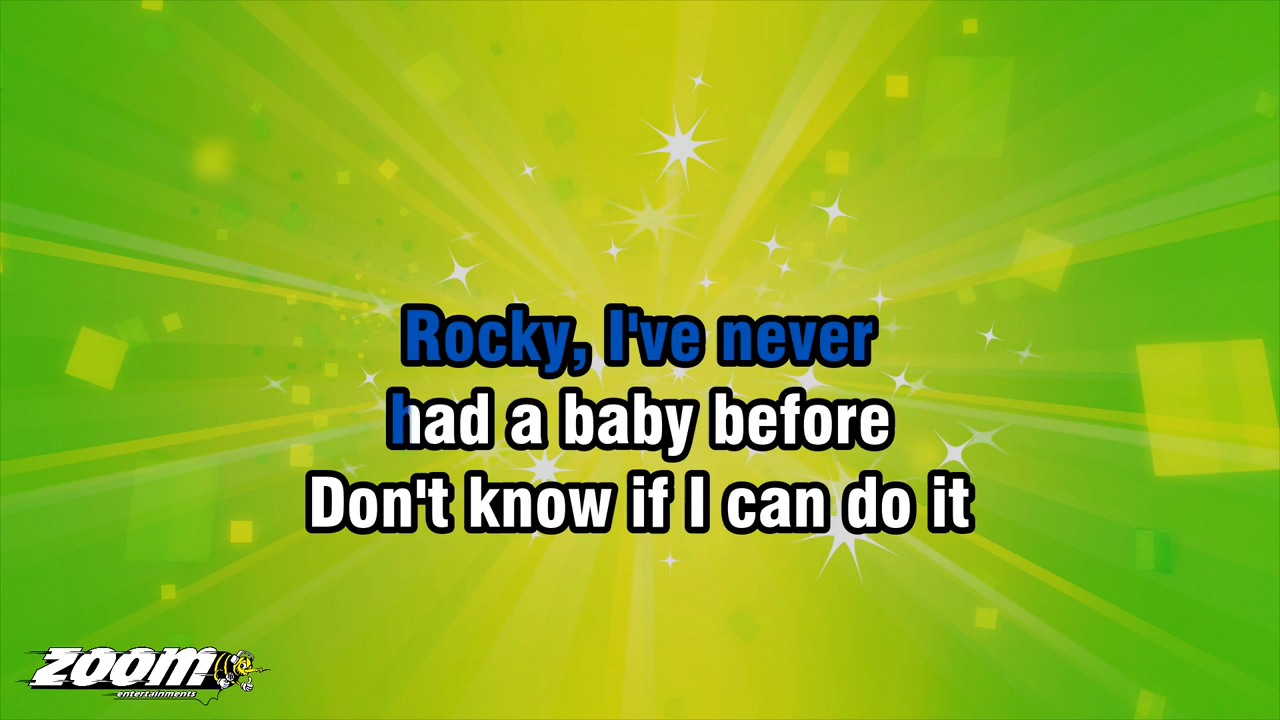 Rocky, I've never
had a baby before
Don't know if I can do it
ZOOM
entertainments